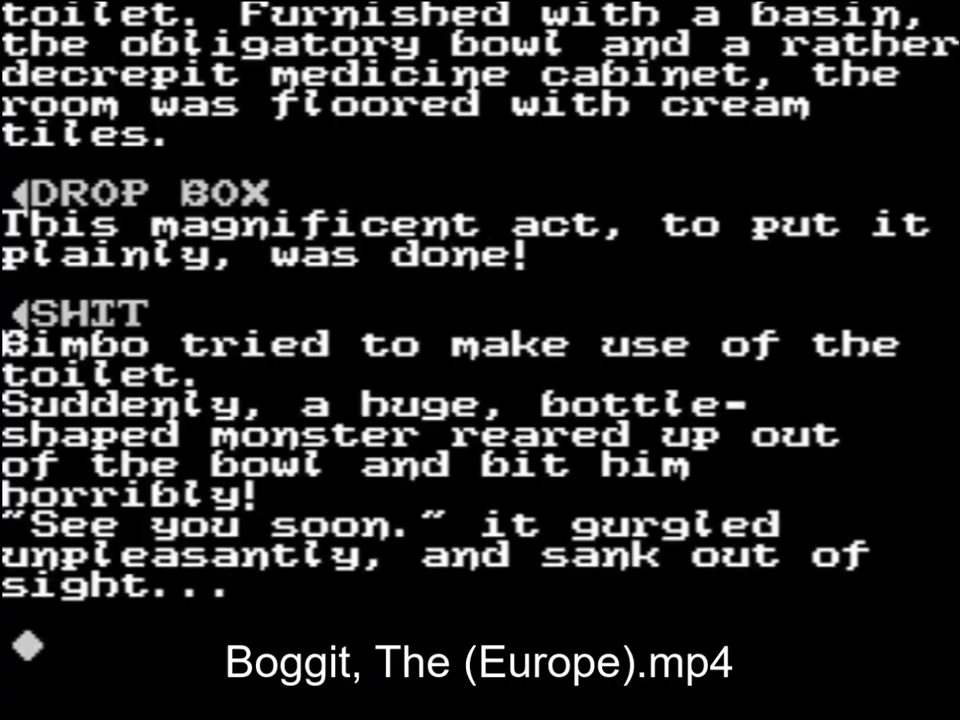 toilet. Furnished with a basin,
the obligatory bowl and a rather
decrepit medicine cabinet, the
room was floored with cream
tiles.
DROP BOX
This magnificent act, to put it
plainly, was done!
SHIT
Bimbo tried to make use of the
toilet.
Suddenly, a huge, bottle-
shaped monster reared up out
of the bowl and bit him
horribly!
"See you soon." it gurgled
unpleasantly, and sank out of
sight...
Boggit, The (Europe).mp4